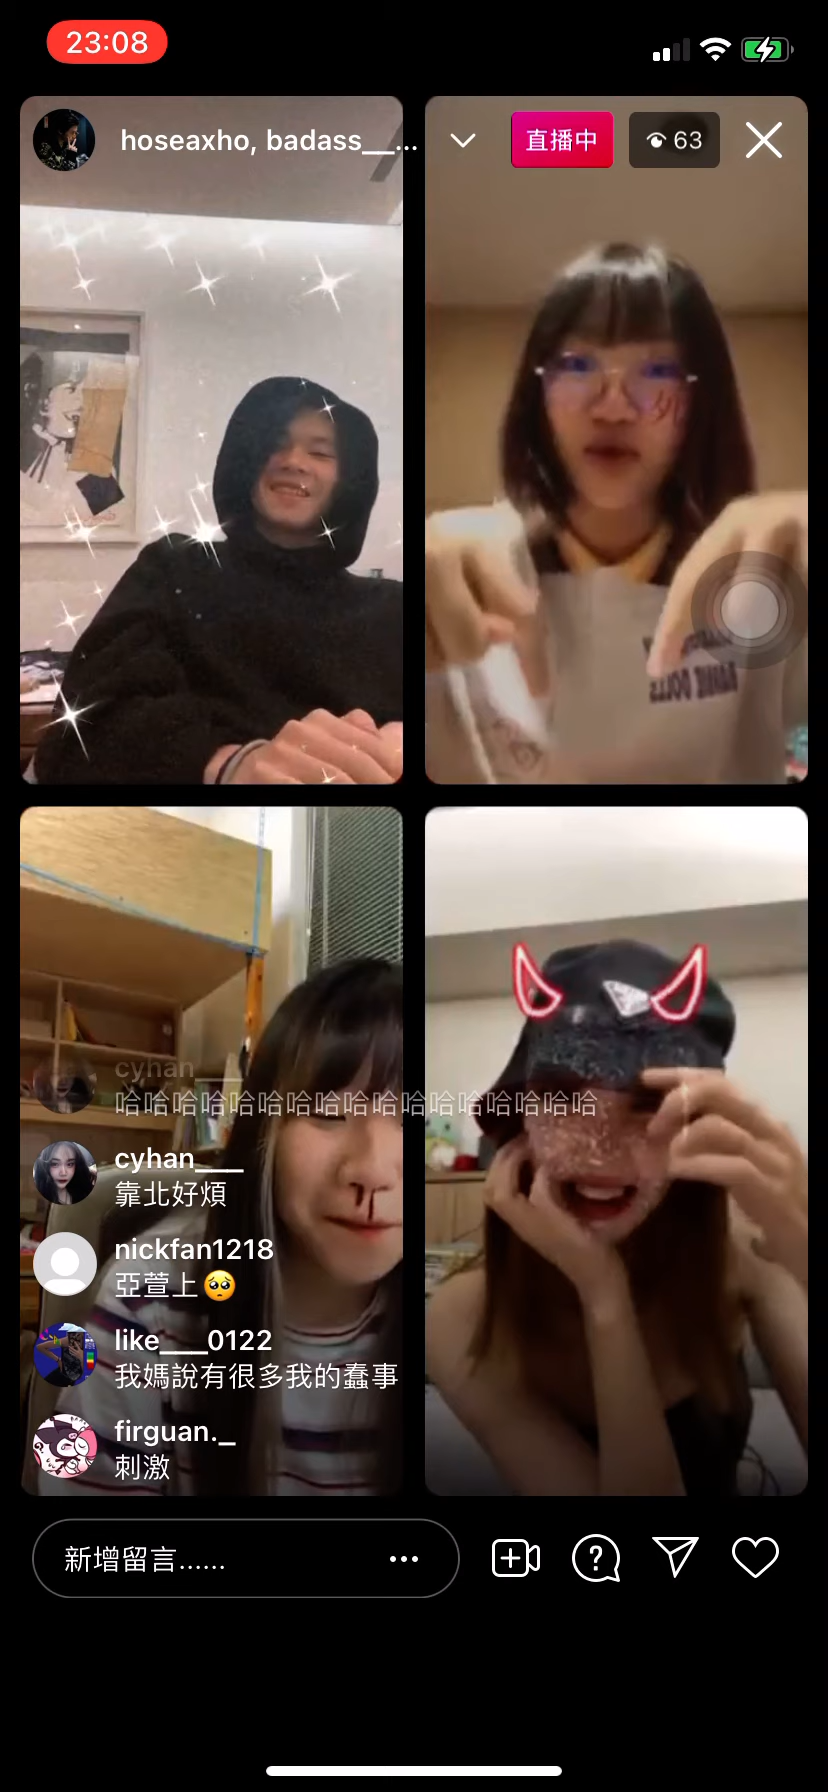 23:08
hoseaxho, badass___...
直播中
63
cyhan___
哈哈哈哈哈哈哈哈哈哈哈哈哈哈哈哈哈
cyhan___
靠北好煩
nickfan1218
亞萱上🥺
like___0122
我媽說有很多我的蠢事
firguan._
刺激
新增留言......